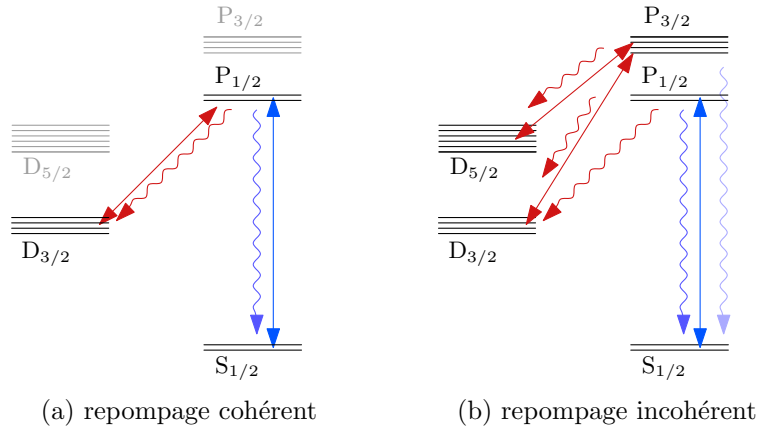 P3/2
P1/2
D5/2
D3/2
S1/2
(a) repompage cohérent
P3/2
P1/2
D5/2
D3/2
S1/2
(b) repompage incohérent